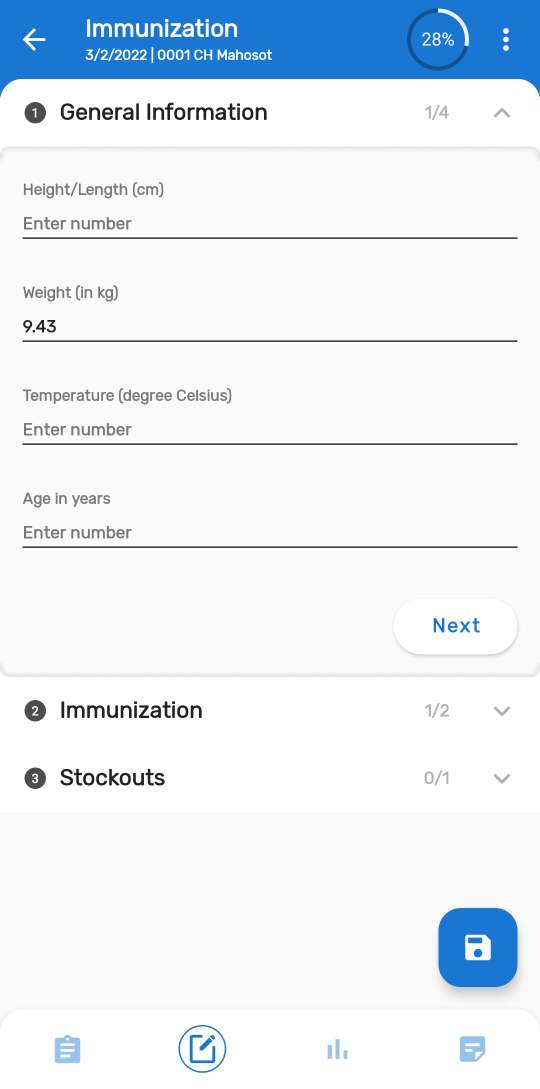 Immunization
3/2/2022 | 0001 CH Mahosot
28%
1 General Information 1/4
Height/Length (cm)
Enter number
Weight (in kg)
9.43
Temperature (degree Celsius)
Enter number
Age in years
Enter number
Next
2 Immunization 1/2
3 Stockouts 0/1